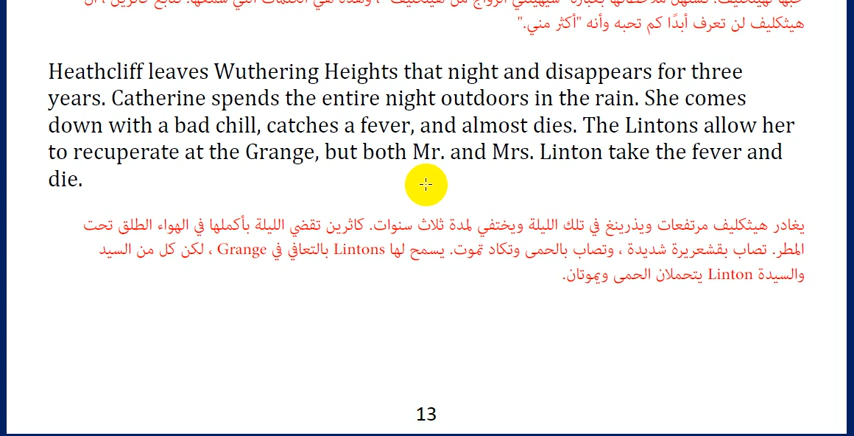 هيثكليف لن تعرف أبدًا كم تحبه وأنه "أكثر مني."
Heathcliff leaves Wuthering Heights that night and disappears for three
years. Catherine spends the entire night outdoors in the rain. She comes
down with a bad chill, catches a fever, and almost dies. The Lintons allow her
to recuperate at the Grange, but both Mr. and Mrs. Linton take the fever and
die.
يغادر هيثكليف مرتفعات ويذرينغ في تلك الليلة ويختفي لمدة ثلاث سنوات. كاثرين تقضي الليلة بأكملها في الهواء الطلق تحت
المطر. تصاب بقشعريرة شديدة ، وتصاب بالحمى وتكاد تموت. يسمح لها Lintons بالتعافي في Grange ، لكن كل من السيد
والسيدة Linton يتحملان الحمى ويموتان.
13